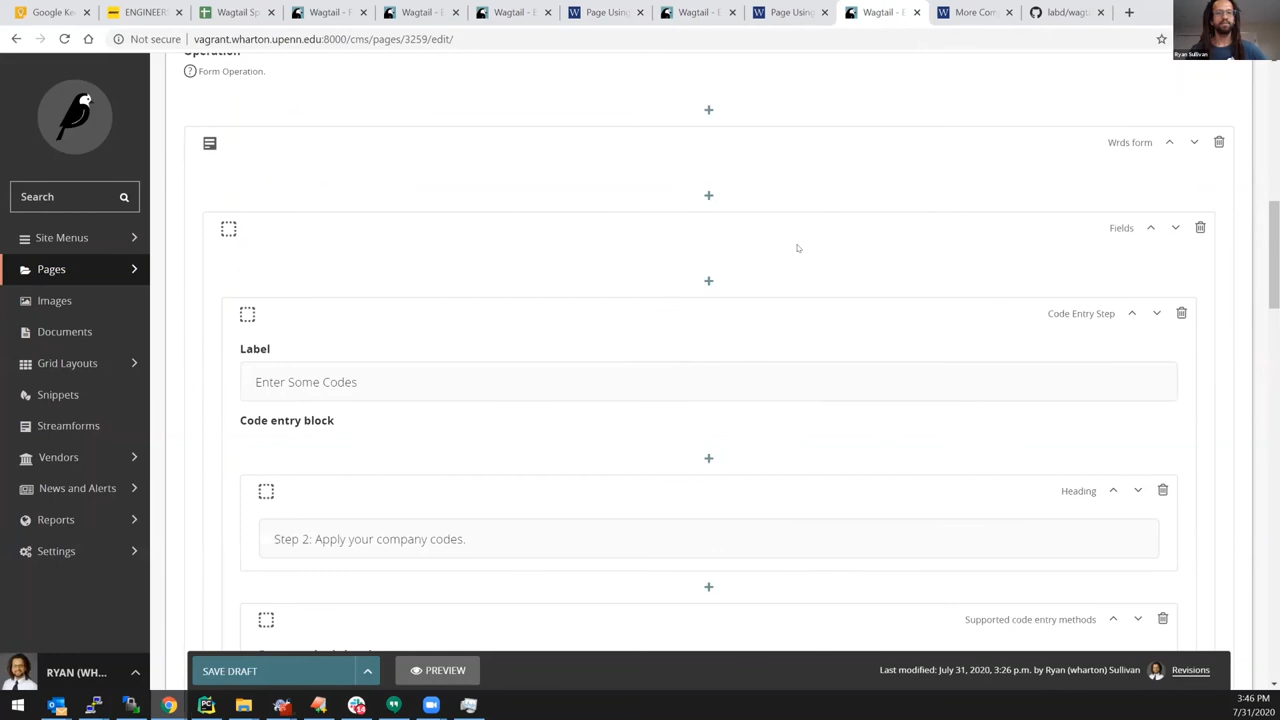 Google Ke
ENGINEER
Wagtail Sp
Wagtail - E
Wagtail - E
Wagtail -
Page Using
Wagtail - 
Page Using
Wagtail - E
More Com
labd/wagt
Not secure
vagrant.wharton.upenn.edu:8000/cms/pages/3259/edit/
Ryan Sullivan
Operation
Form Operation.
Wrds form
Search
Fields
Site Menus
Pages
Images
Code Entry Step
Documents
Label
Grid Layouts
Enter Some Codes
Snippets
Code entry block
Streamforms
Vendors
News and Alerts
Heading
Reports
Step 2: Apply your company codes.
Settings
Supported code entry methods
RYAN (WH...
SAVE DRAFT
PREVIEW
Last modified: July 31, 2020, 3:26 p.m. by Ryan (wharton) Sullivan
Revisions
3:46 PM
7/31/2020